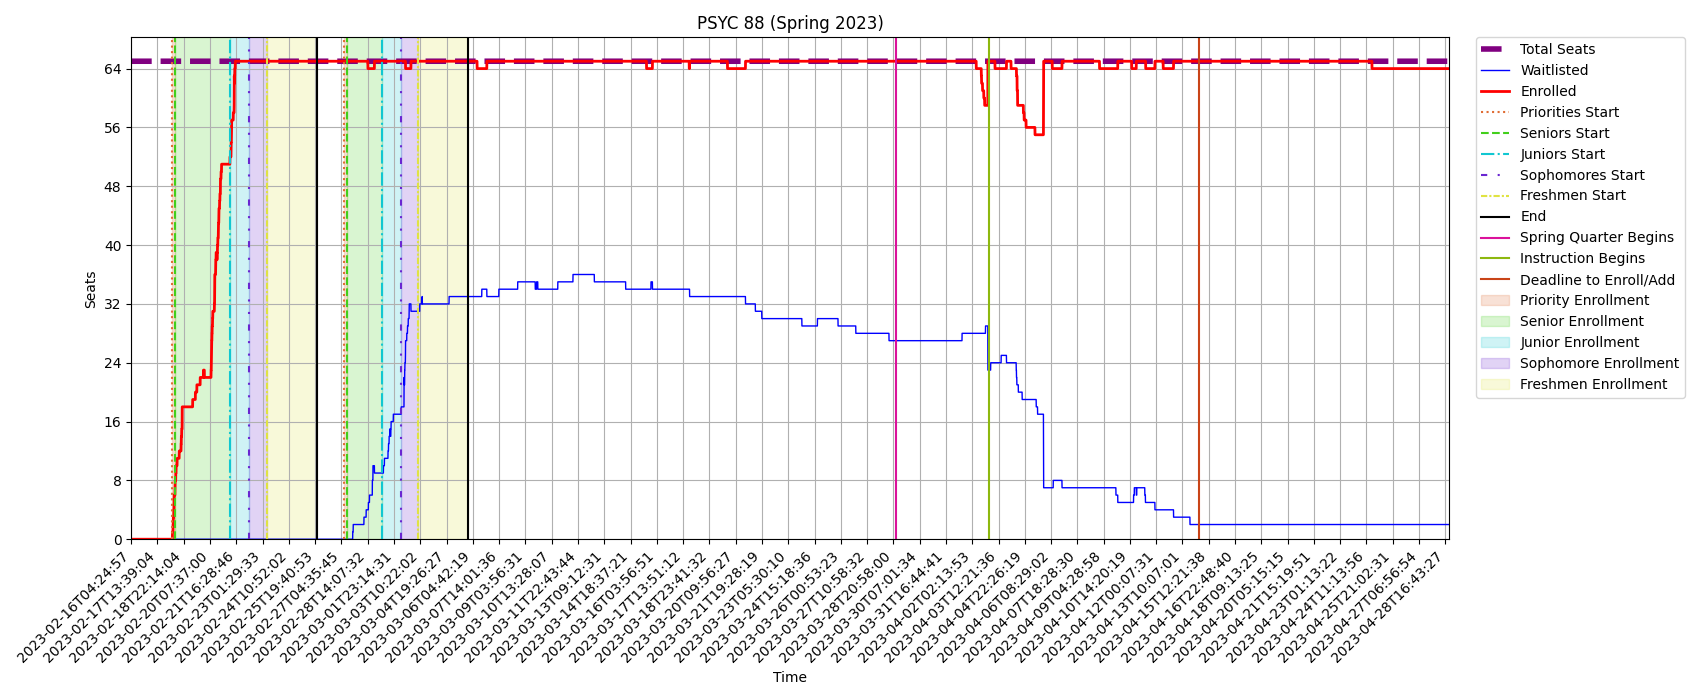 PSYC 88 (Spring 2023)
Seats
64
56
48
40
32
24
16
8
0
2023-02-16T04:24:57
2023-02-17T13:39:04
2023-02-18T22:14:04
2023-02-20T07:37:00
2023-02-21T16:28:46
2023-02-23T01:29:33
2023-02-24T10:52:02
2023-02-25T19:40:53
2023-02-27T04:35:45
2023-02-28T14:07:32
2023-03-01T23:14:31
2023-03-03T10:22:02
2023-03-04T19:26:27
2023-03-06T04:42:19
2023-03-07T14:01:36
2023-03-09T03:56:31
2023-03-10T13:28:07
2023-03-11T22:43:44
2023-03-13T09:12:31
2023-03-14T18:37:21
2023-03-16T03:56:51
2023-03-17T13:51:12
2023-03-18T23:41:32
2023-03-20T09:56:27
2023-03-21T19:28:19
2023-03-23T05:30:10
2023-03-24T15:18:36
2023-03-26T00:53:23
2023-03-27T10:58:32
2023-03-28T20:58:00
2023-03-30T07:01:34
2023-03-31T16:44:41
2023-04-02T02:13:53
2023-04-03T12:21:36
2023-04-04T22:26:19
2023-04-06T08:29:02
2023-04-07T18:28:30
2023-04-09T04:28:58
2023-04-10T14:20:19
2023-04-12T00:07:31
2023-04-13T10:07:01
2023-04-15T12:21:38
2023-04-16T22:48:40
2023-04-18T09:13:25
2023-04-20T05:15:15
2023-04-21T15:19:51
2023-04-23T01:13:22
2023-04-24T11:13:56
2023-04-25T21:02:31
2023-04-27T06:56:54
2023-04-28T16:43:27
Time
Total Seats
Waitlisted
Enrolled
Priorities Start
Seniors Start
Juniors Start
Sophomores Start
Freshmen Start
End
Spring Quarter Begins
Instruction Begins
Deadline to Enroll/Add
Priority Enrollment
Senior Enrollment
Junior Enrollment
Sophomore Enrollment
Freshmen Enrollment